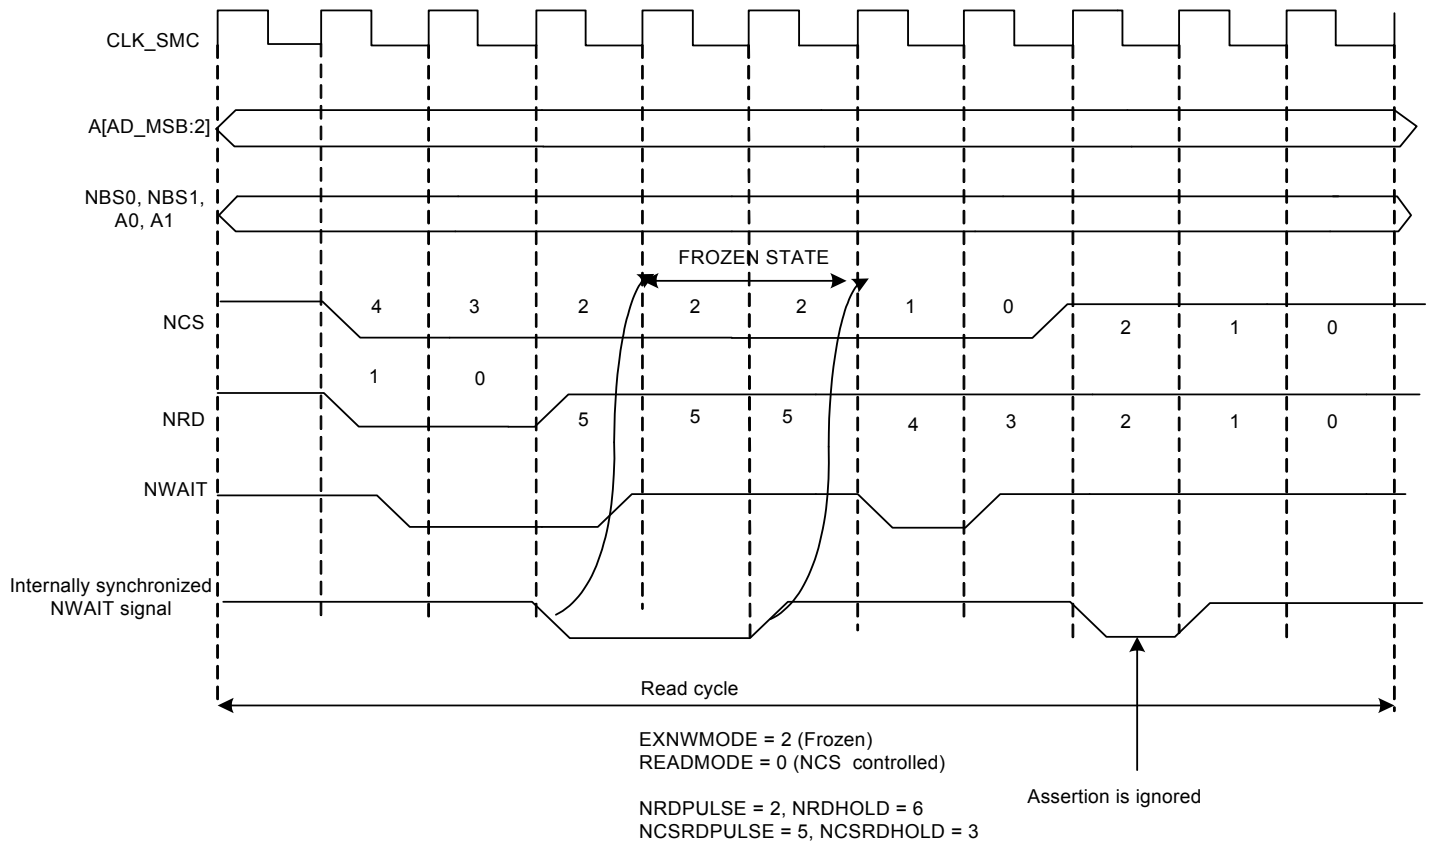 CLK_SMC
A[AD_MSB:2]
NBS0, NBS1,
A0, A1
FROZEN STATE
NCS
4 3 2 2 2 1 0
2 1 0
1 0
NRD
5 5 5 4 3 2 1 0
NWAIT
Internally synchronized
NWAIT signal
Read cycle
EXNWMODE = 2 (Frozen)
READMODE = 0 (NCS controlled)
Assertion is ignored
NRDPULSE = 2, NRDHOLD = 6
NCSRDPULSE = 5, NCSRDHOLD = 3